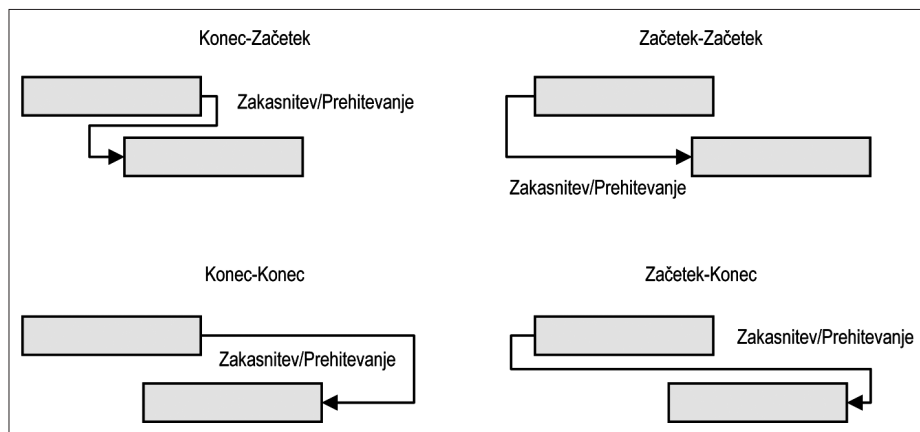 Konec-Začetek
Začetek-Začetek
Zakasnitev/Prehitevanje
Zakasnitev/Prehitevanje
Konec-Konec
Začetek-Konec
Zakasnitev/Prehitevanje
Zakasnitev/Prehitevanje